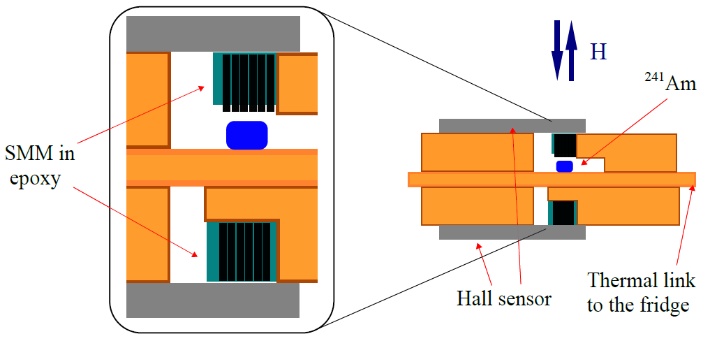 H
²⁴¹Am
SMM in
epoxy
Hall sensor
Thermal link
to the fridge